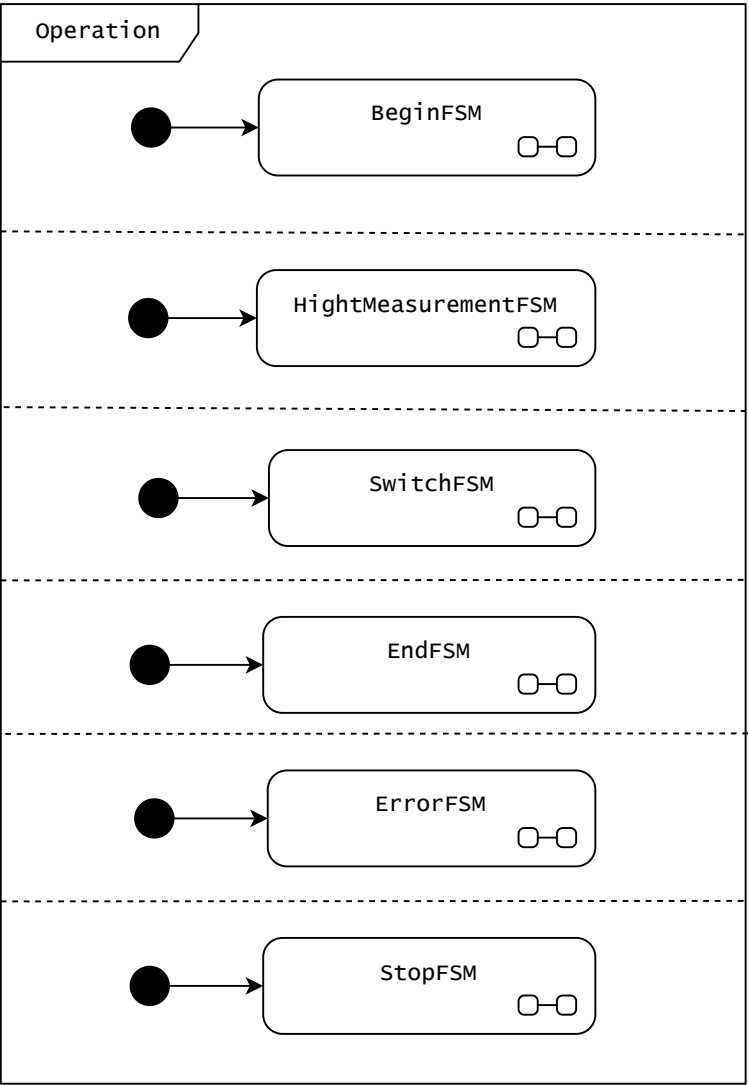 Operation
BeginFSM
HightMeasurementFSM
SwitchFSM
EndFSM
ErrorFSM
StopFSM